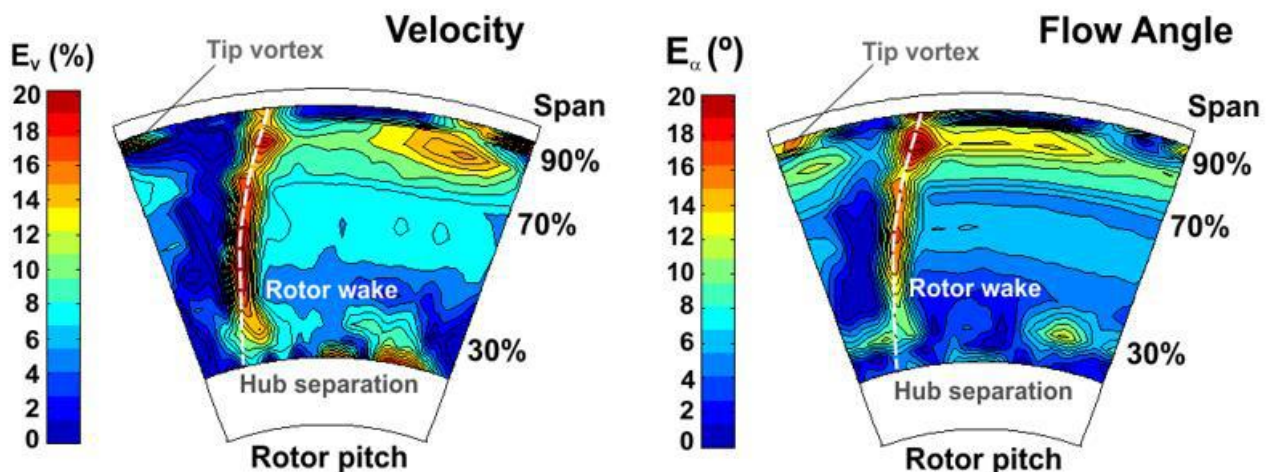 Velocity
E_v (%)
Tip vortex
20
18
16
14
12
10
8
6
4
2
0
Span
90%
70%
30%
Rotor wake
Hub separation
Rotor pitch
Flow Angle
E_α (º)
Tip vortex
20
18
16
14
12
10
8
6
4
2
0
Span
90%
70%
30%
Rotor wake
Hub separation
Rotor pitch